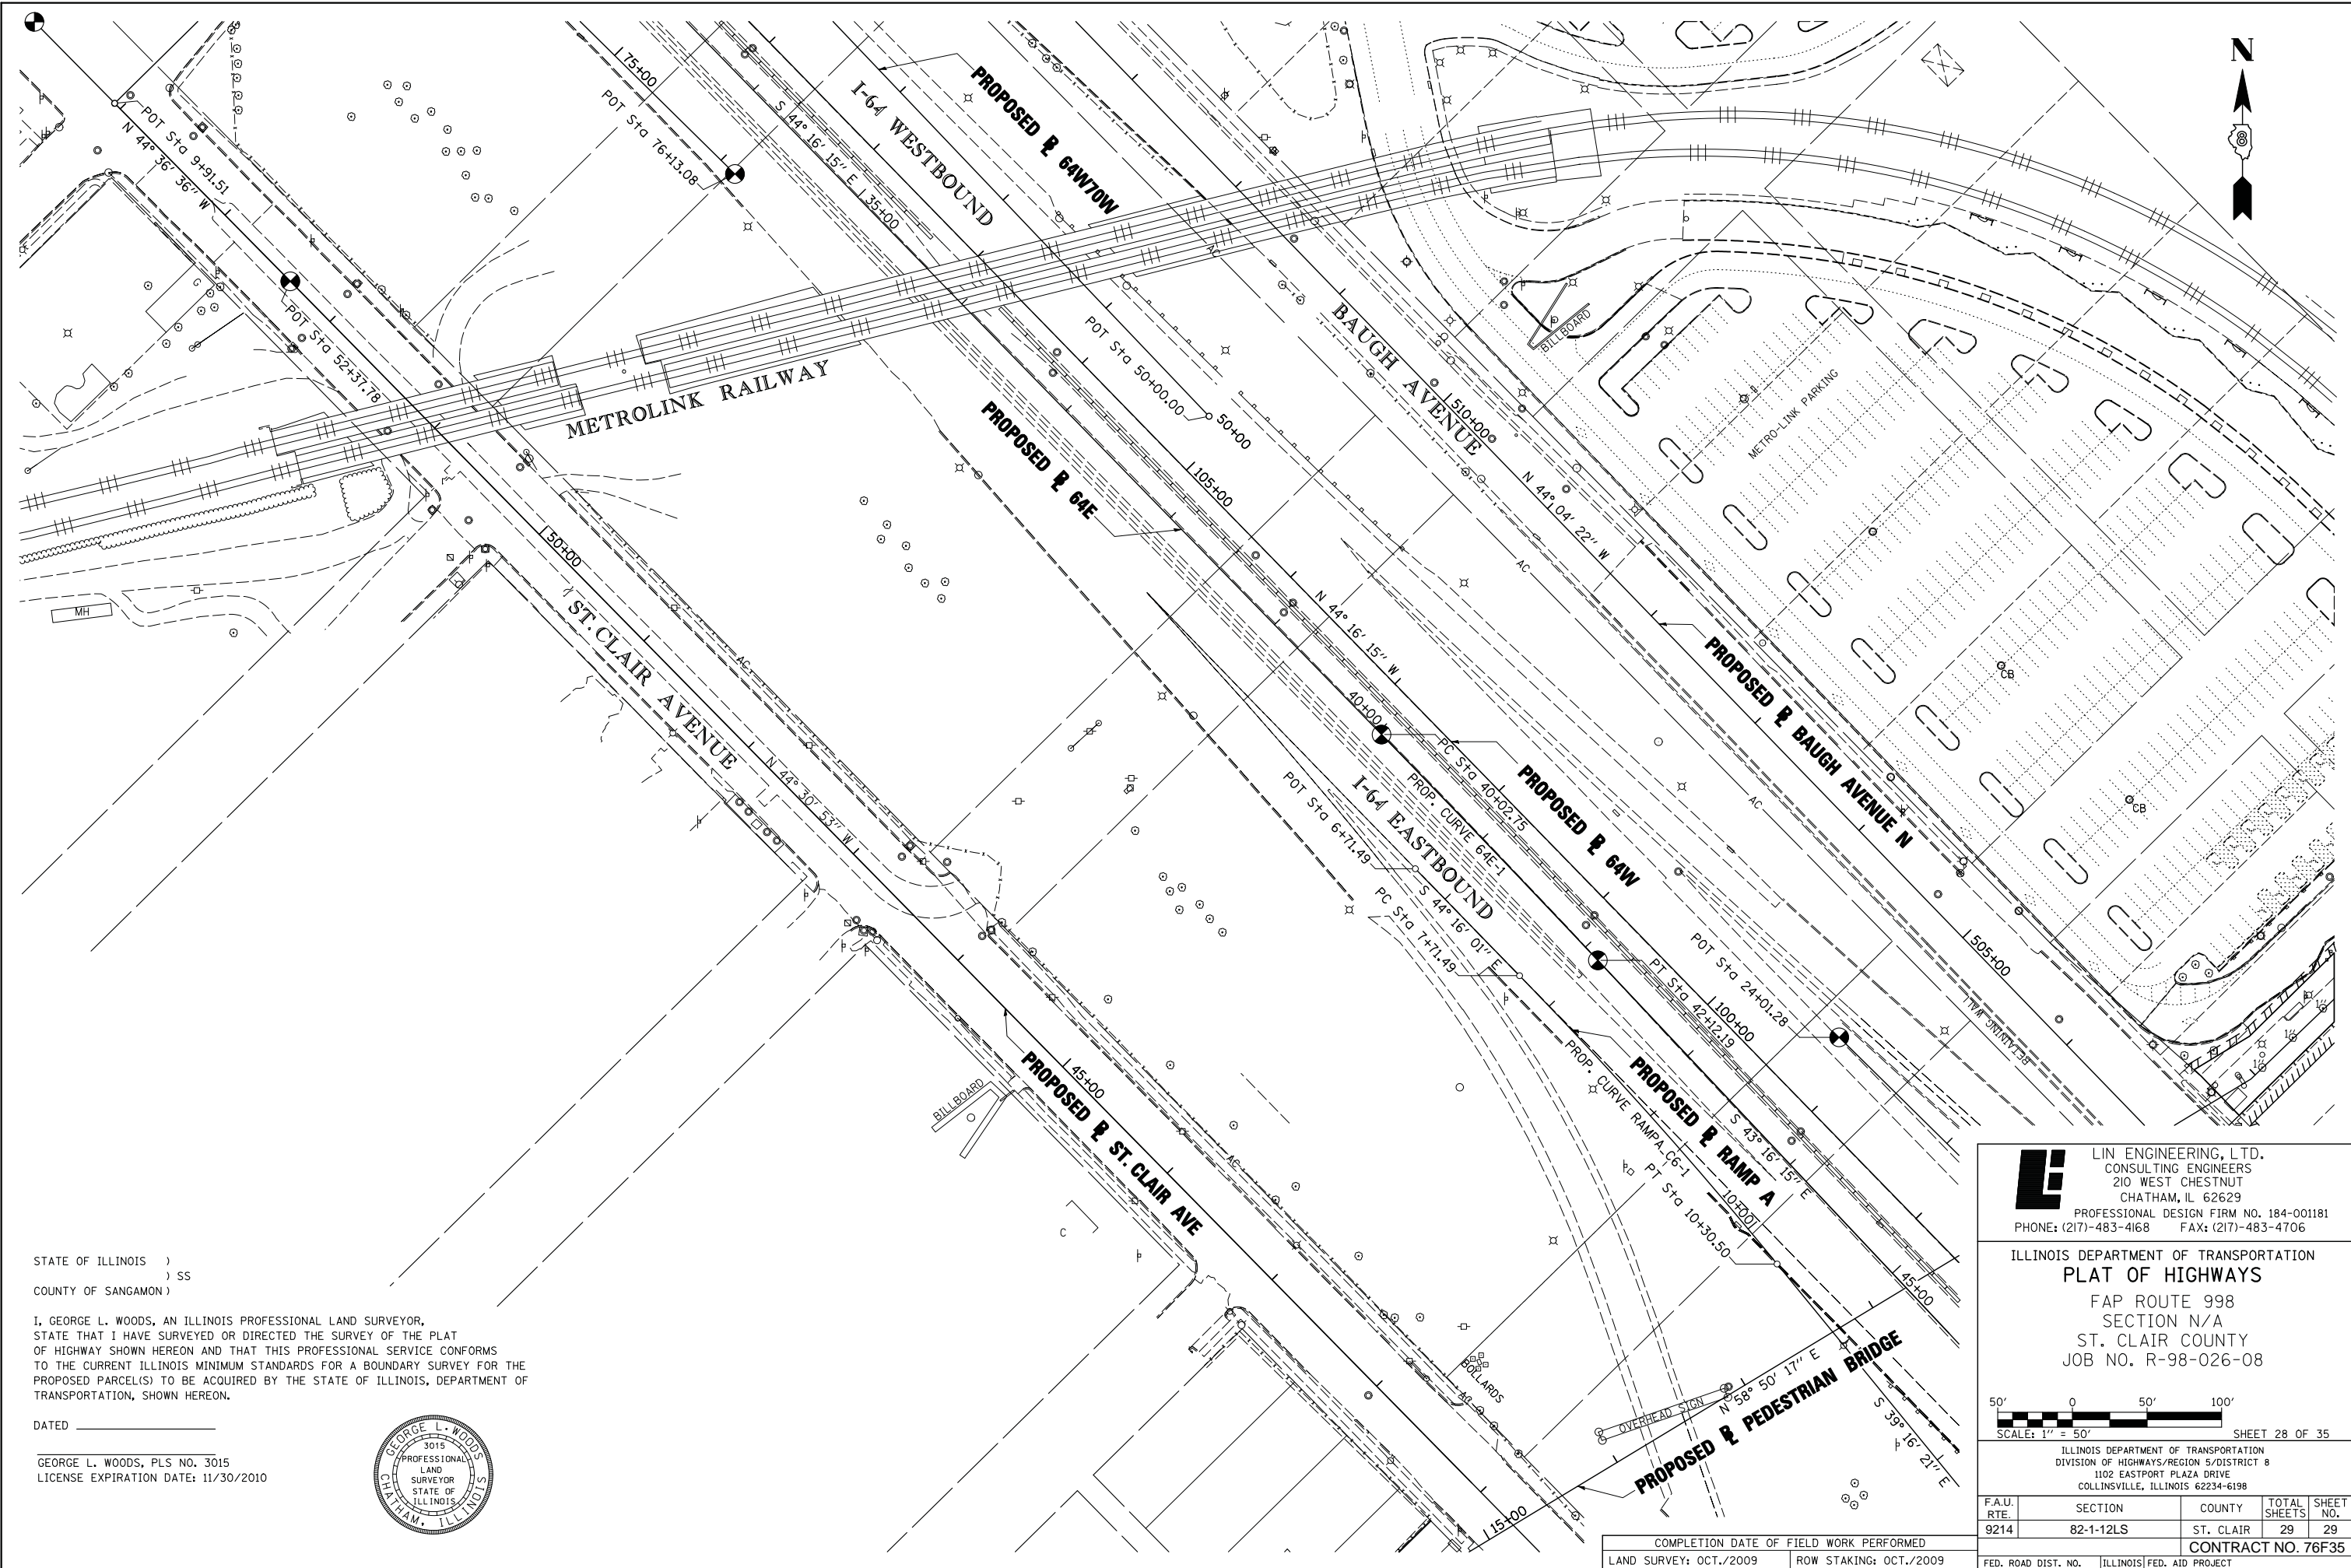 N
8
75+00
POT Sta 76+13.08
S 44° 16' 15" E
35+00
I-64 WESTBOUND
PROPOSED ⅊ 64W70W
POT Sta 9+91.51
N 44° 36' 36" W
G
POT Sta 52+37.78
METROLINK RAILWAY
AC
BAUGH AVENUE
BILLBOARD
METRO-LINK PARKING
POT Sta 50+00.00
50+00
510+00
PROPOSED ⅊ 64E
105+00
N 44° 04' 22" W
AC
50+00
MH
ST. CLAIR AVENUE
AC
N 44° 16' 15" W
PROPOSED ⅊ BAUGH AVENUE N
CB
CB
40+00
PC Sta 40+02.75
PROPOSED ⅊ 64W
PROP. CURVE 64E-1
I-64 EASTBOUND
AC
N 44° 30' 53" W
POT Sta 6+71.49
S 44° 16' 01" E
PC Sta 7+71.49
PT Sta 42+12.19
100+00
POT Sta 24+01.28
505+00
RETAINING WALL
PROP. CURVE RAMPA_C6-1
PROPOSED ⅊ RAMP A
S 43° 16' 15" E
PT Sta 10+30.50
10+00
45+00
BILLBOARD
45+00
PROPOSED ⅊ ST. CLAIR AVE
AC
C
BOLLARDS
AC
OVERHEAD SIGN
N 58° 50' 17" E
PROPOSED ⅊ PEDESTRIAN BRIDGE
S 39° 16' 21" E
15+00
STATE OF ILLINOIS )
) SS
COUNTY OF SANGAMON )
I, GEORGE L. WOODS, AN ILLINOIS PROFESSIONAL LAND SURVEYOR,
STATE THAT I HAVE SURVEYED OR DIRECTED THE SURVEY OF THE PLAT
OF HIGHWAY SHOWN HEREON AND THAT THIS PROFESSIONAL SERVICE CONFORMS
TO THE CURRENT ILLINOIS MINIMUM STANDARDS FOR A BOUNDARY SURVEY FOR THE
PROPOSED PARCEL(S) TO BE ACQUIRED BY THE STATE OF ILLINOIS, DEPARTMENT OF
TRANSPORTATION, SHOWN HEREON.
DATED
GEORGE L. WOODS, PLS NO. 3015
LICENSE EXPIRATION DATE: 11/30/2010
GEORGE L. WOODS
3015
PROFESSIONAL
LAND
SURVEYOR
STATE OF
ILLINOIS
CHATHAM, ILLINOIS
LIN ENGINEERING, LTD.
CONSULTING ENGINEERS
210 WEST CHESTNUT
CHATHAM, IL 62629
PROFESSIONAL DESIGN FIRM NO. 184-001181
PHONE: (217)-483-4168 FAX: (217)-483-4706
ILLINOIS DEPARTMENT OF TRANSPORTATION
PLAT OF HIGHWAYS
FAP ROUTE 998
SECTION N/A
ST. CLAIR COUNTY
JOB NO. R-98-026-08
50' 0 50' 100'
SCALE: 1" = 50' SHEET 28 OF 35
ILLINOIS DEPARTMENT OF TRANSPORTATION
DIVISION OF HIGHWAYS/REGION 5/DISTRICT 8
1102 EASTPORT PLAZA DRIVE
COLLINSVILLE, ILLINOIS 62234-6198
F.A.U. RTE. SECTION COUNTY TOTAL SHEETS SHEET NO.
9214 82-1-12LS ST. CLAIR 29 29
CONTRACT NO. 76F35
FED. ROAD DIST. NO. ILLINOIS FED. AID PROJECT
COMPLETION DATE OF FIELD WORK PERFORMED
LAND SURVEY: OCT./2009 ROW STAKING: OCT./2009